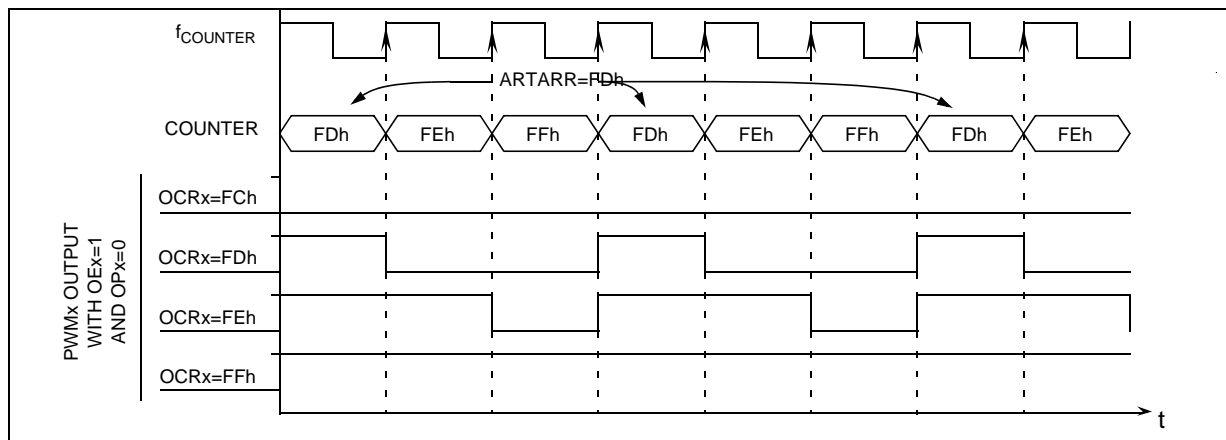 fCOUNTER
ARTARR=FDh
COUNTER
FDh FEh FFh FDh FEh FFh FDh FEh
PWMx OUTPUT
WITH OEx=1
AND OPx=0
OCRx=FCh
OCRx=FDh
OCRx=FEh
OCRx=FFh
t